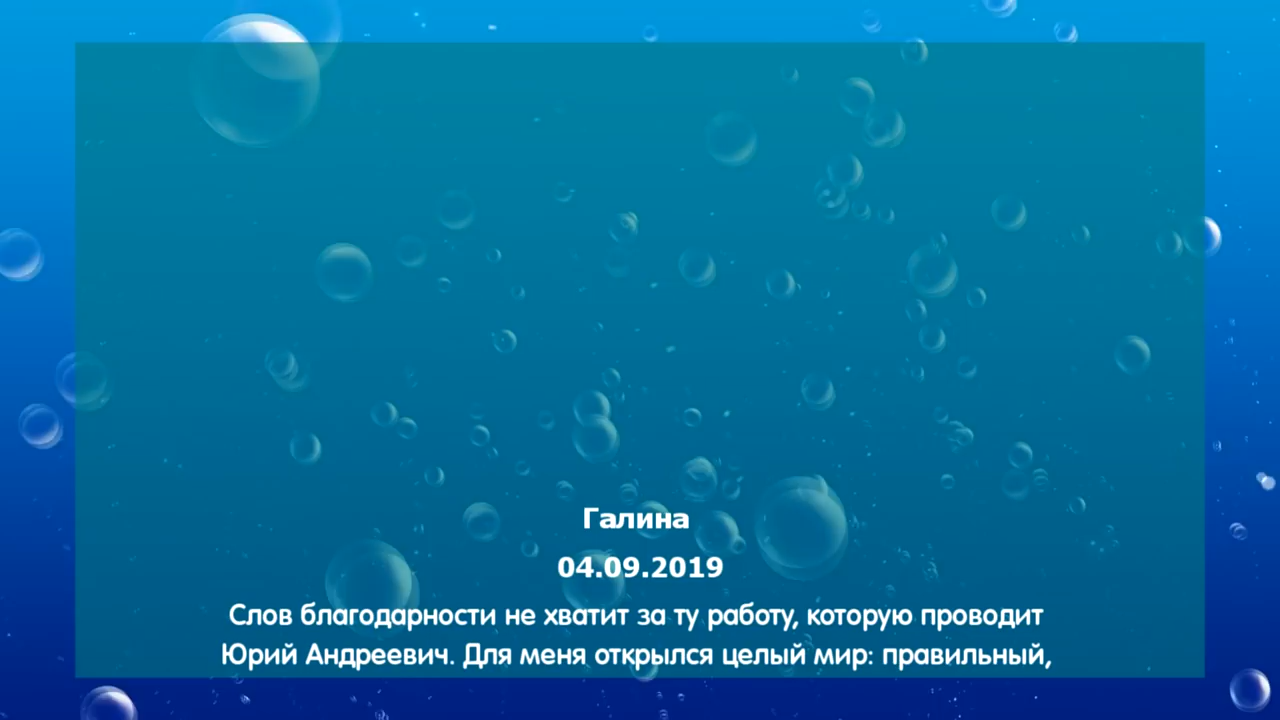 Галина
04.09.2019
Слов благодарности не хватит за ту работу, которую проводит
Юрий Андреевич. Для меня открылся целый мир: правильный,